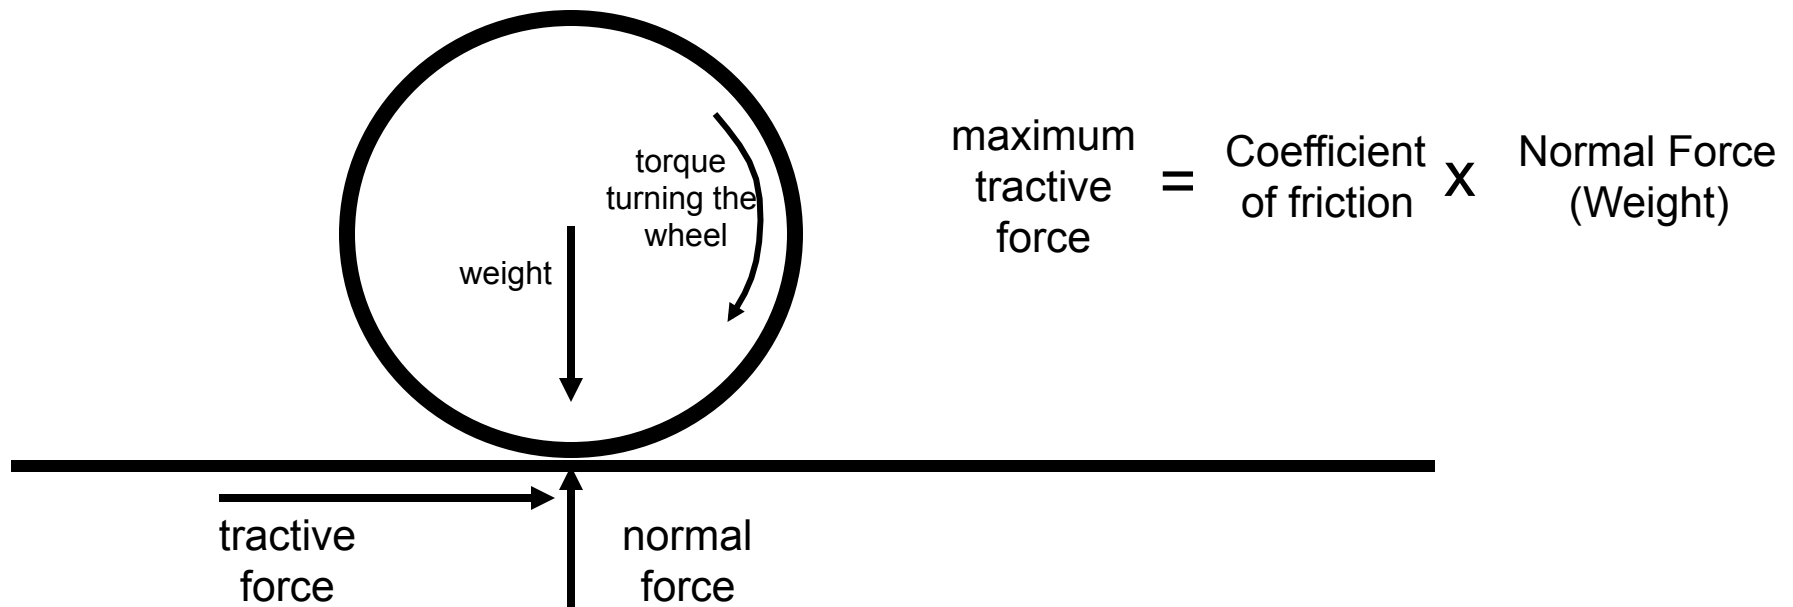 torque
turning the
wheel
weight
maximum
tractive
force
=
Coefficient
of friction
x
Normal Force
(Weight)
tractive
force
normal
force